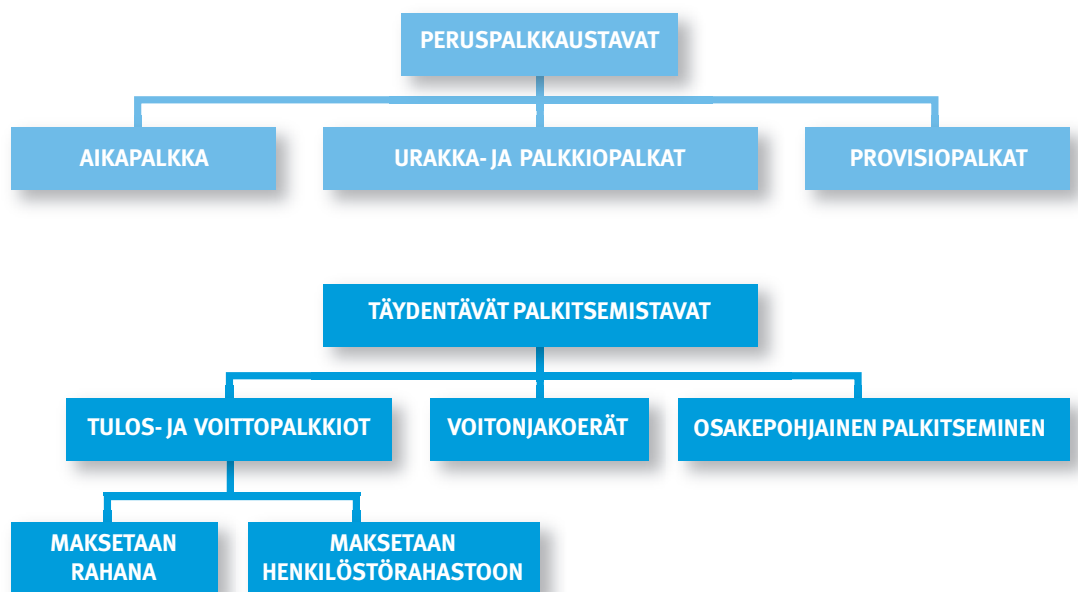 PERUSPALKKAUSTAVAT
AIKAPALKKA
URAKKA- JA PALKKIOPALKAT
PROVISIOPALKAT
TÄYDENTÄVÄT PALKITSEMISTAVAT
TULOS- JA VOITTOPALKKIOT
VOITONJAKOERÄT
OSAKEPOHJAINEN PALKITSEMINEN
MAKSETAAN
RAHANA
MAKSETAAN
HENKILÖSTÖRAHASTOON